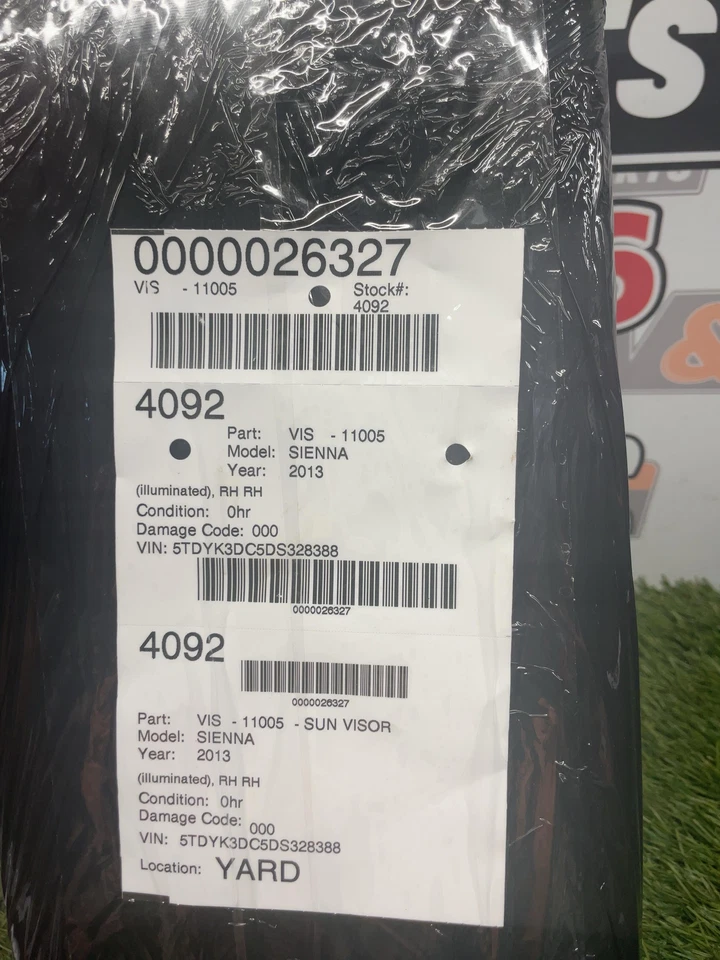 0000026327
VIS - 11005
Stock#:
4092
4092
Part: VIS - 11005
Model: SIENNA
Year: 2013
(illuminated), RH RH
Condition: 0hr
Damage Code: 000
VIN: 5TDYK3DC5DS328388
0000026327
4092
0000026327
Part: VIS - 11005 - SUN VISOR
Model: SIENNA
Year: 2013
(illuminated), RH RH
Condition: 0hr
Damage Code: 000
VIN: 5TDYK3DC5DS328388
Location: YARD